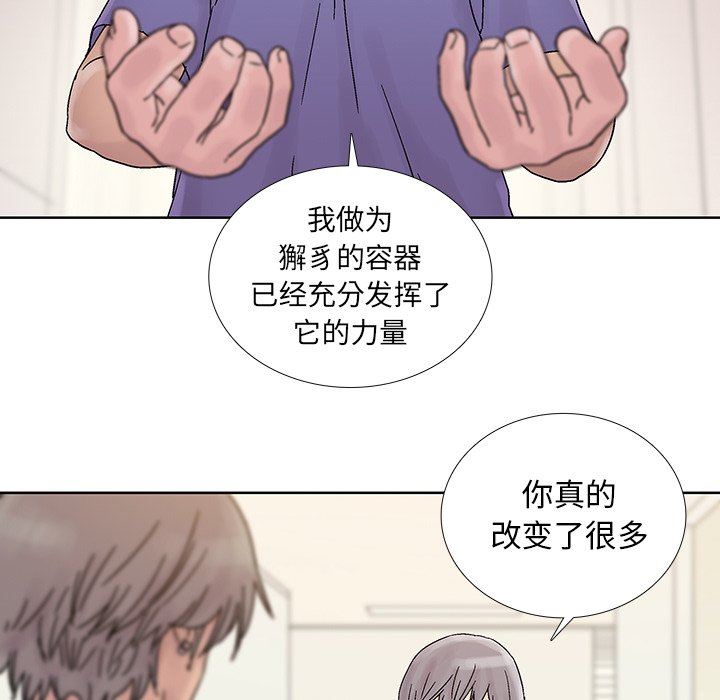 我做为
獬豸的容器
已经充分发挥了
它的力量
你真的
改变了很多